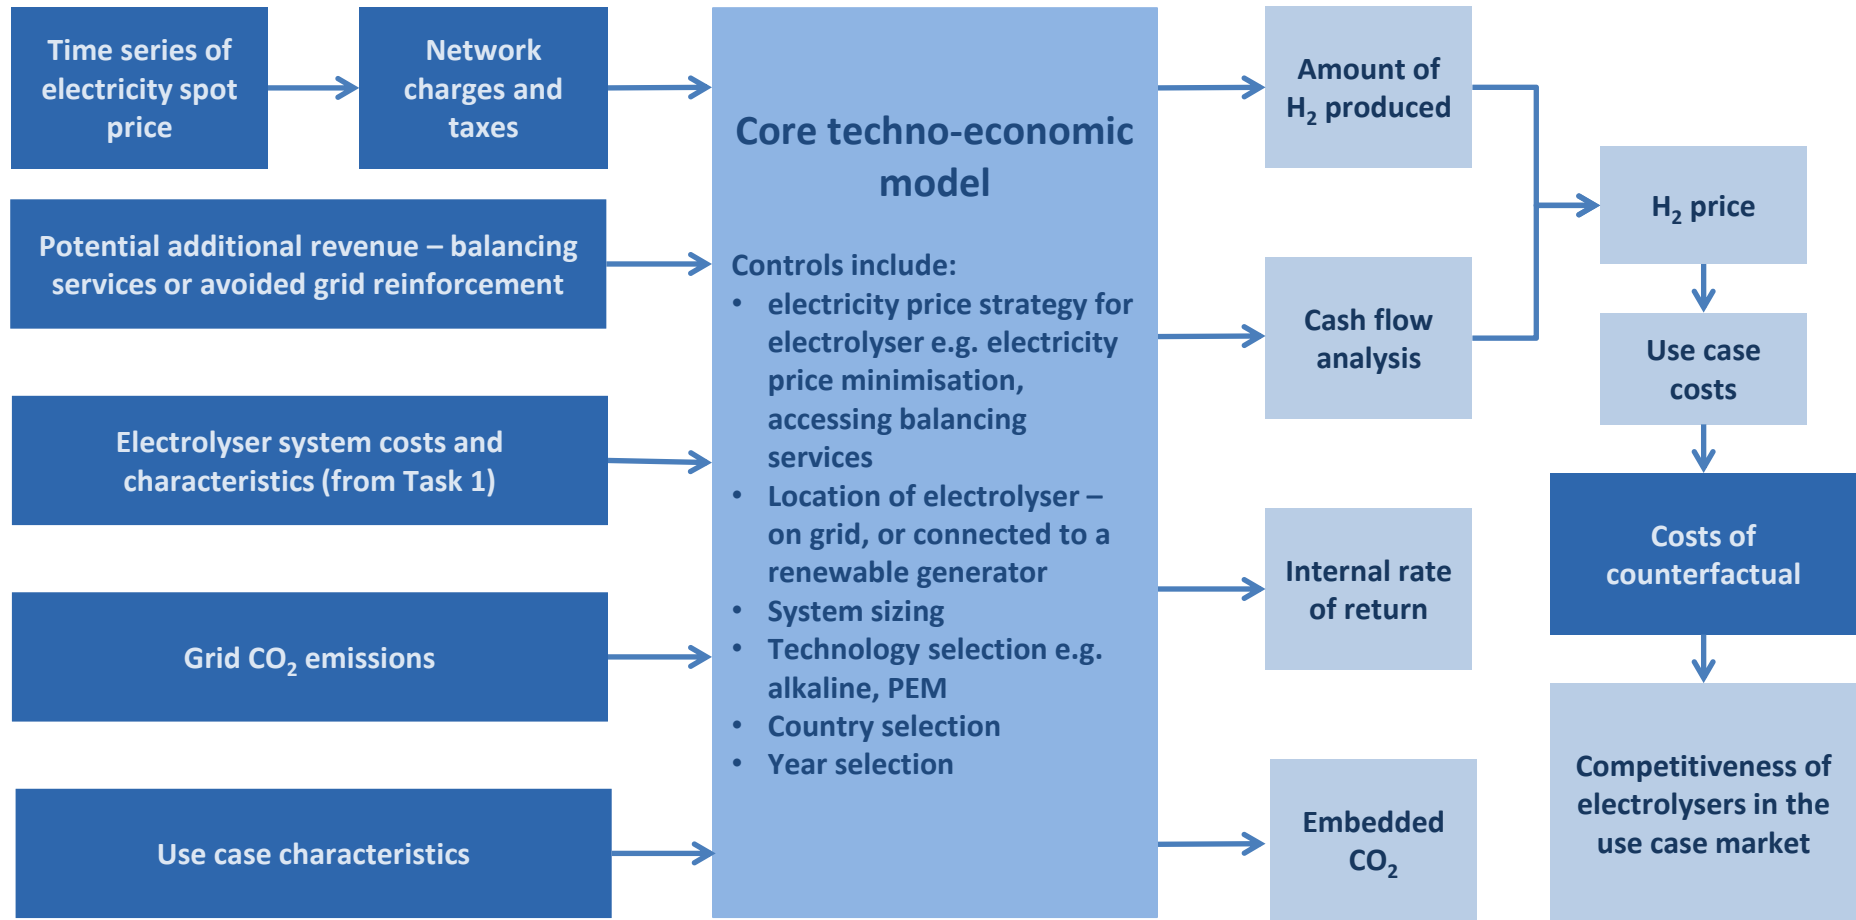 Time series of
electricity spot
price
Network
charges and
taxes
Potential additional revenue – balancing
services or avoided grid reinforcement
Electrolyser system costs and
characteristics (from Task 1)
Grid CO₂ emissions
Use case characteristics
Core techno-economic
model
Controls include:
• electricity price strategy for
electrolyser e.g. electricity
price minimisation,
accessing balancing
services
• Location of electrolyser –
on grid, or connected to a
renewable generator
• System sizing
• Technology selection e.g.
alkaline, PEM
• Country selection
• Year selection
Amount of
H₂ produced
Cash flow
analysis
Internal rate
of return
Embedded
CO₂
H₂ price
Use case
costs
Costs of
counterfactual
Competitiveness of
electrolysers in the
use case market